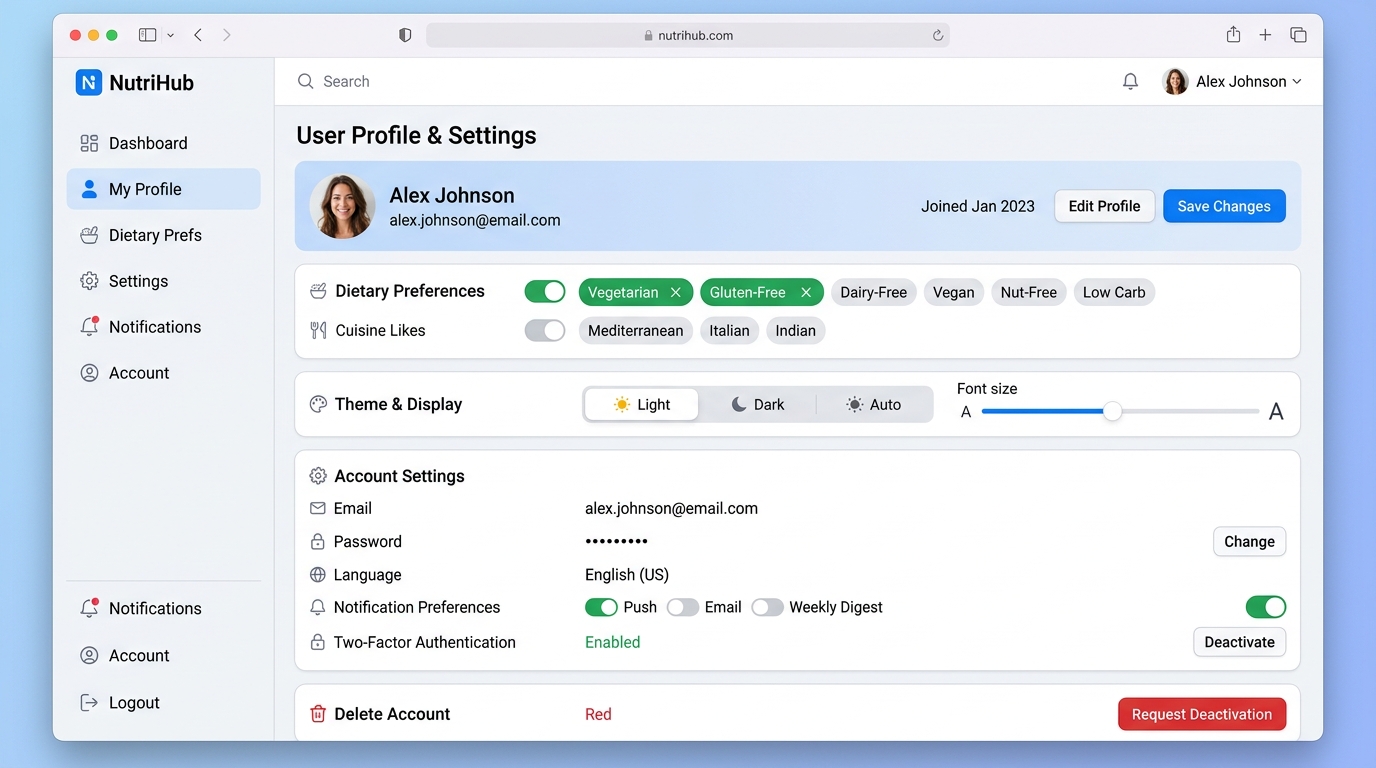 nutrihub.com
NutriHub
Search
Alex Johnson
Dashboard
My Profile
Dietary Prefs
Settings
Notifications
Account
Notifications
Account
Logout
User Profile & Settings
Alex Johnson
alex.johnson@email.com
Joined Jan 2023
Edit Profile
Save Changes
Dietary Preferences
Vegetarian
Gluten-Free
Dairy-Free
Vegan
Nut-Free
Low Carb
Cuisine Likes
Mediterranean
Italian
Indian
Theme & Display
Light
Dark
Auto
Font size
A
A
Account Settings
Email
alex.johnson@email.com
Password
•••••••••
Change
Language
English (US)
Notification Preferences
Push
Email
Weekly Digest
Two-Factor Authentication
Enabled
Deactivate
Delete Account
Red
Request Deactivation